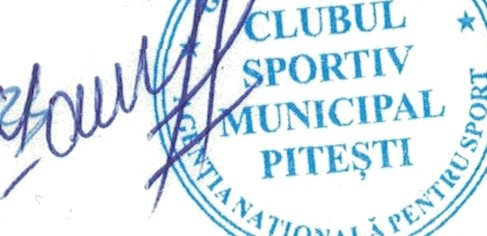 CLUBUL
SPORTIV
MUNICIPAL
PITEȘTI
AGENȚIA NAȚIONALĂ PENTRU SPORT